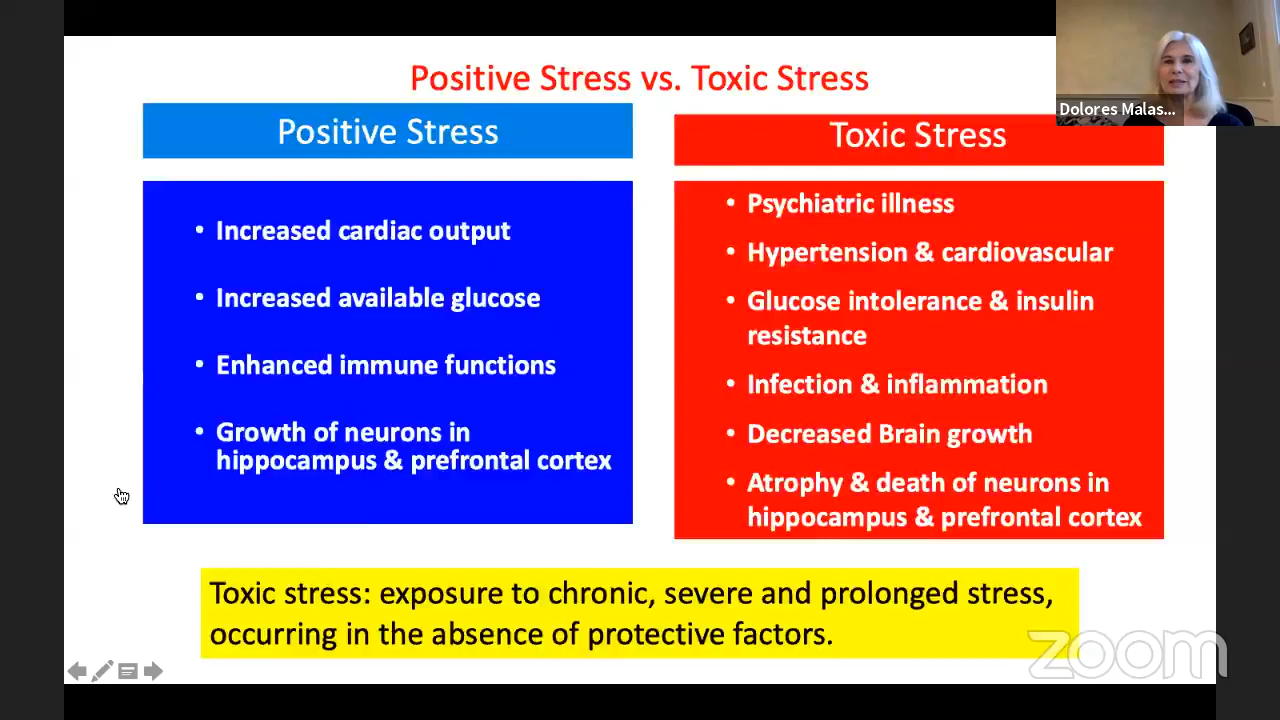 Positive Stress vs. Toxic Stress
Dolores Malas...
Positive Stress
• Increased cardiac output
• Increased available glucose
• Enhanced immune functions
• Growth of neurons in
hippocampus & prefrontal cortex
Toxic Stress
• Psychiatric illness
• Hypertension & cardiovascular
• Glucose intolerance & insulin
resistance
• Infection & inflammation
• Decreased Brain growth
• Atrophy & death of neurons in
hippocampus & prefrontal cortex
Toxic stress: exposure to chronic, severe and prolonged stress,
occurring in the absence of protective factors.
zoom